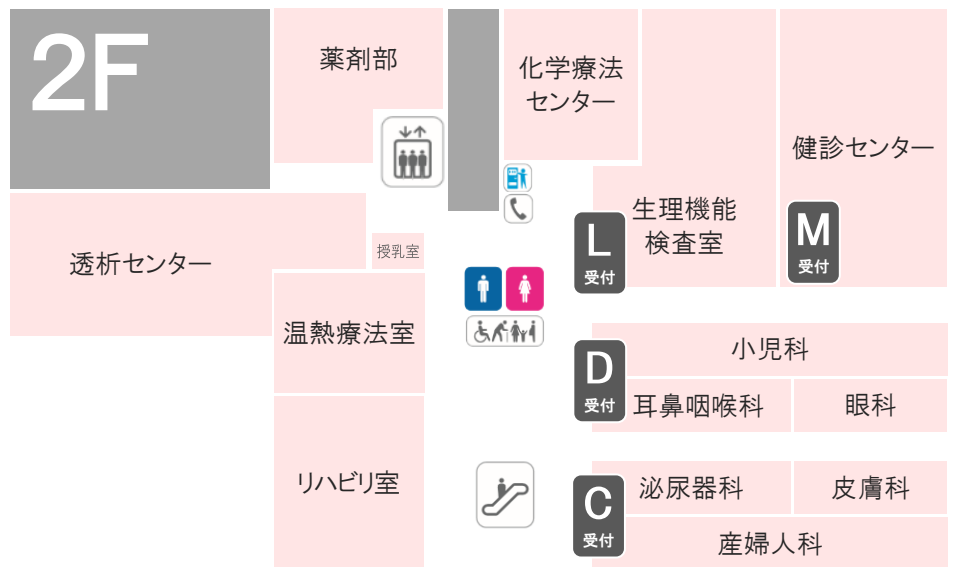 2F
薬剤部
化学療法
センター
健診センター
生理機能
検査室
L
受付
M
受付
透析センター
授乳室
温熱療法室
D
受付
小児科
耳鼻咽喉科
眼科
リハビリ室
C
受付
泌尿器科
皮膚科
産婦人科